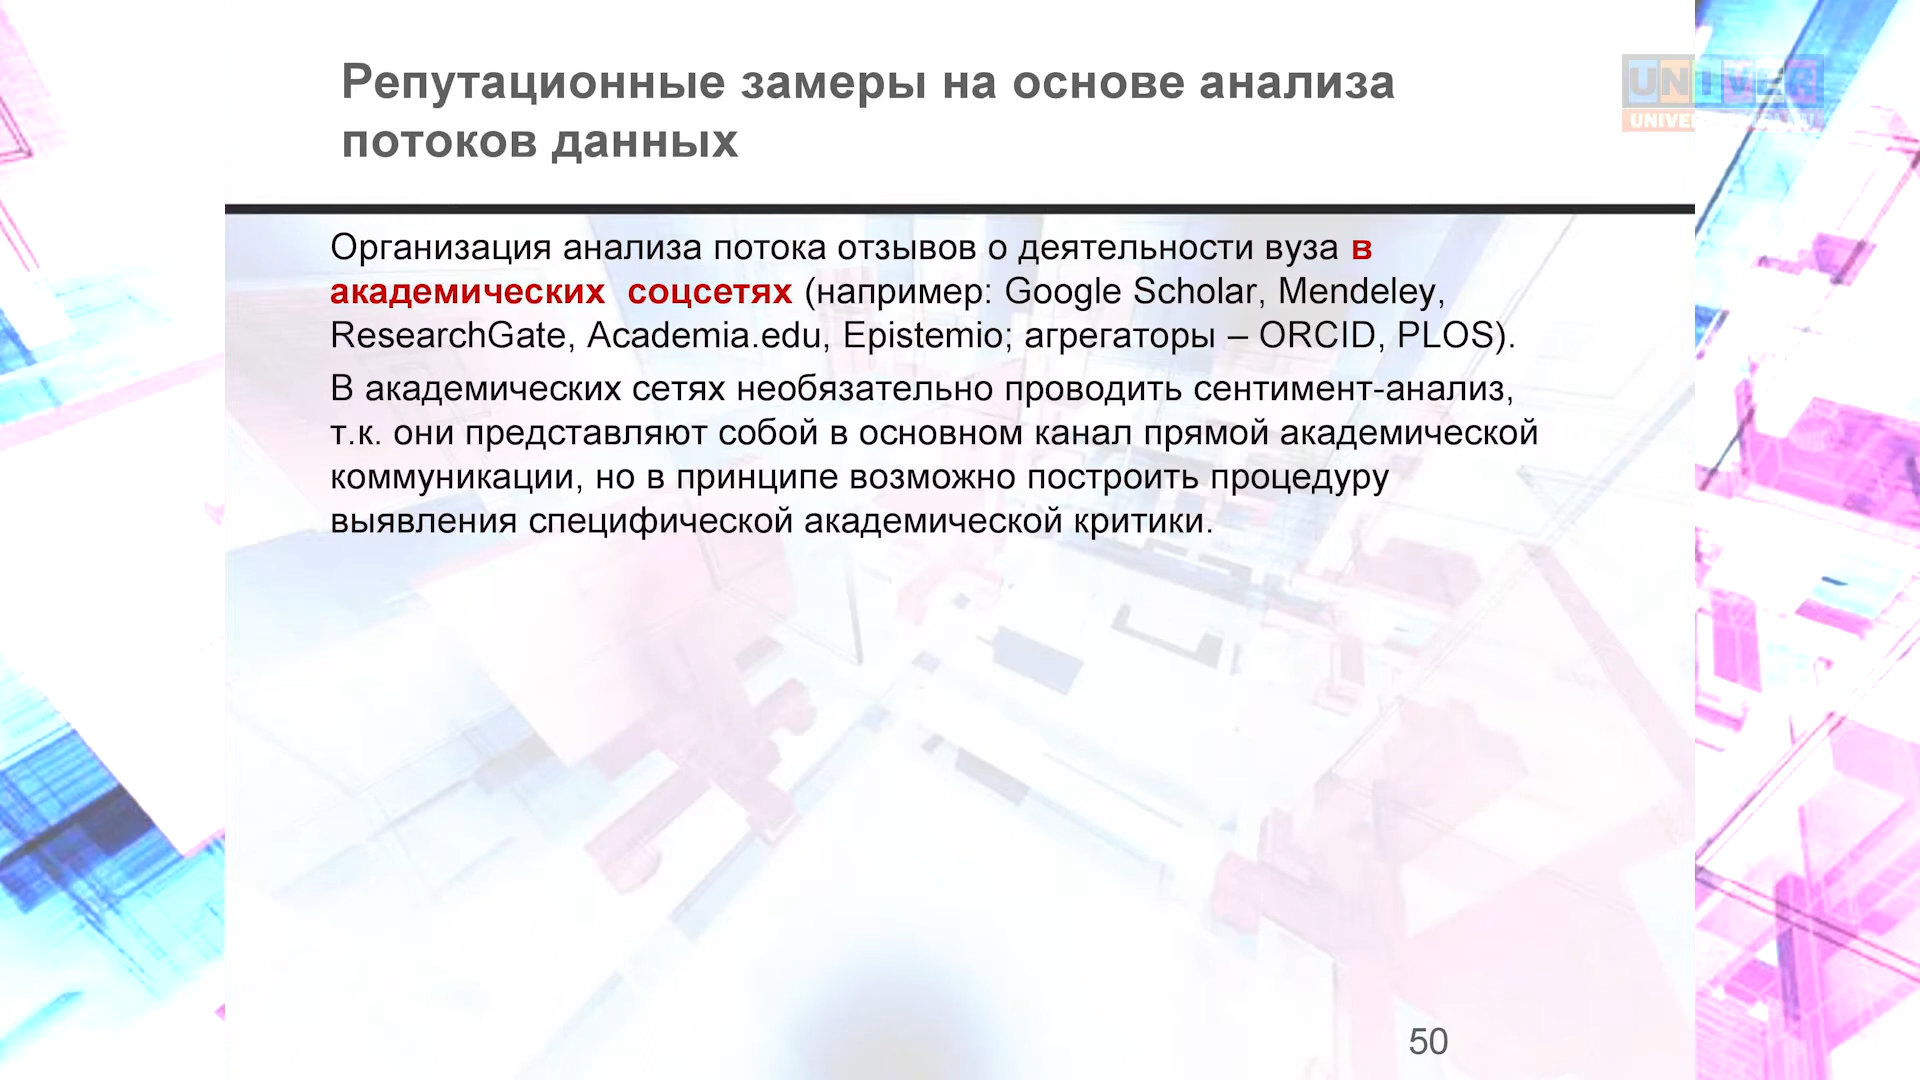 Репутационные замеры на основе анализа
потоков данных
UNIVER
Организация анализа потока отзывов о деятельности вуза в
академических соцсетях (например: Google Scholar, Mendeley,
ResearchGate, Academia.edu, Epistemio; агрегаторы – ORCID, PLOS).
В академических сетях необязательно проводить сентимент-анализ,
т.к. они представляют собой в основном канал прямой академической
коммуникации, но в принципе возможно построить процедуру
выявления специфической академической критики.
50